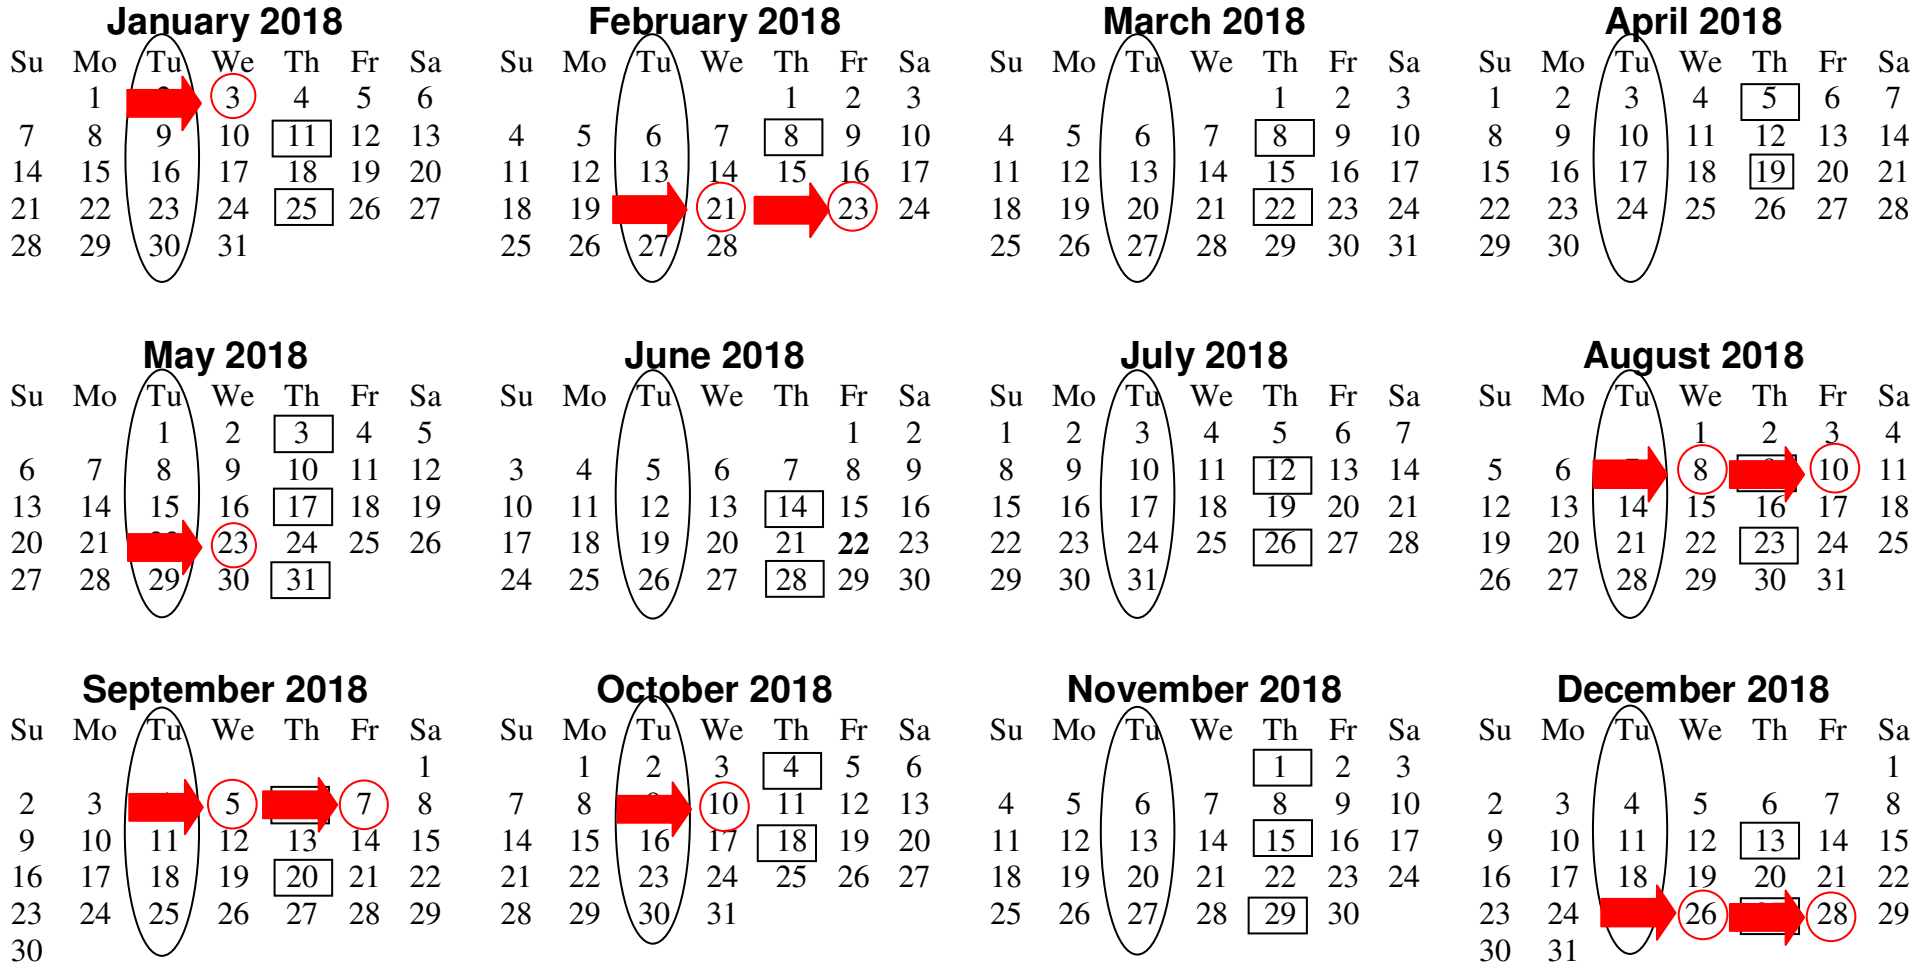 January 2018
Su Mo Tu We Th Fr Sa
1 3 4 5 6
7 8 9 10 11 12 13
14 15 16 17 18 19 20
21 22 23 24 25 26 27
28 29 30 31
February 2018
Su Mo Tu We Th Fr Sa
1 2 3
4 5 6 7 8 9 10
11 12 13 14 15 16 17
18 19 21 23 24
25 26 27 28
March 2018
Su Mo Tu We Th Fr Sa
1 2 3
4 5 6 7 8 9 10
11 12 13 14 15 16 17
18 19 20 21 22 23 24
25 26 27 28 29 30 31
April 2018
Su Mo Tu We Th Fr Sa
1 2 3 4 5 6 7
8 9 10 11 12 13 14
15 16 17 18 19 20 21
22 23 24 25 26 27 28
29 30
May 2018
Su Mo Tu We Th Fr Sa
1 2 3 4 5
6 7 8 9 10 11 12
13 14 15 16 17 18 19
20 21 23 24 25 26
27 28 29 30 31
June 2018
Su Mo Tu We Th Fr Sa
1 2
3 4 5 6 7 8 9
10 11 12 13 14 15 16
17 18 19 20 21 22 23
24 25 26 27 28 29 30
July 2018
Su Mo Tu We Th Fr Sa
1 2 3 4 5 6 7
8 9 10 11 12 13 14
15 16 17 18 19 20 21
22 23 24 25 26 27 28
29 30 31
August 2018
Su Mo Tu We Th Fr Sa
1 2 3 4
5 6 8 10 11
12 13 14 15 16 17 18
19 20 21 22 23 24 25
26 27 28 29 30 31
September 2018
Su Mo Tu We Th Fr Sa
1
2 3 5 7 8
9 10 11 12 13 14 15
16 17 18 19 20 21 22
23 24 25 26 27 28 29
30
October 2018
Su Mo Tu We Th Fr Sa
1 2 3 4 5 6
7 8 10 11 12 13
14 15 16 17 18 19 20
21 22 23 24 25 26 27
28 29 30 31
November 2018
Su Mo Tu We Th Fr Sa
1 2 3
4 5 6 7 8 9 10
11 12 13 14 15 16 17
18 19 20 21 22 23 24
25 26 27 28 29 30
December 2018
Su Mo Tu We Th Fr Sa
1
2 3 4 5 6 7 8
9 10 11 12 13 14 15
16 17 18 19 20 21 22
23 24 26 28 29
30 31